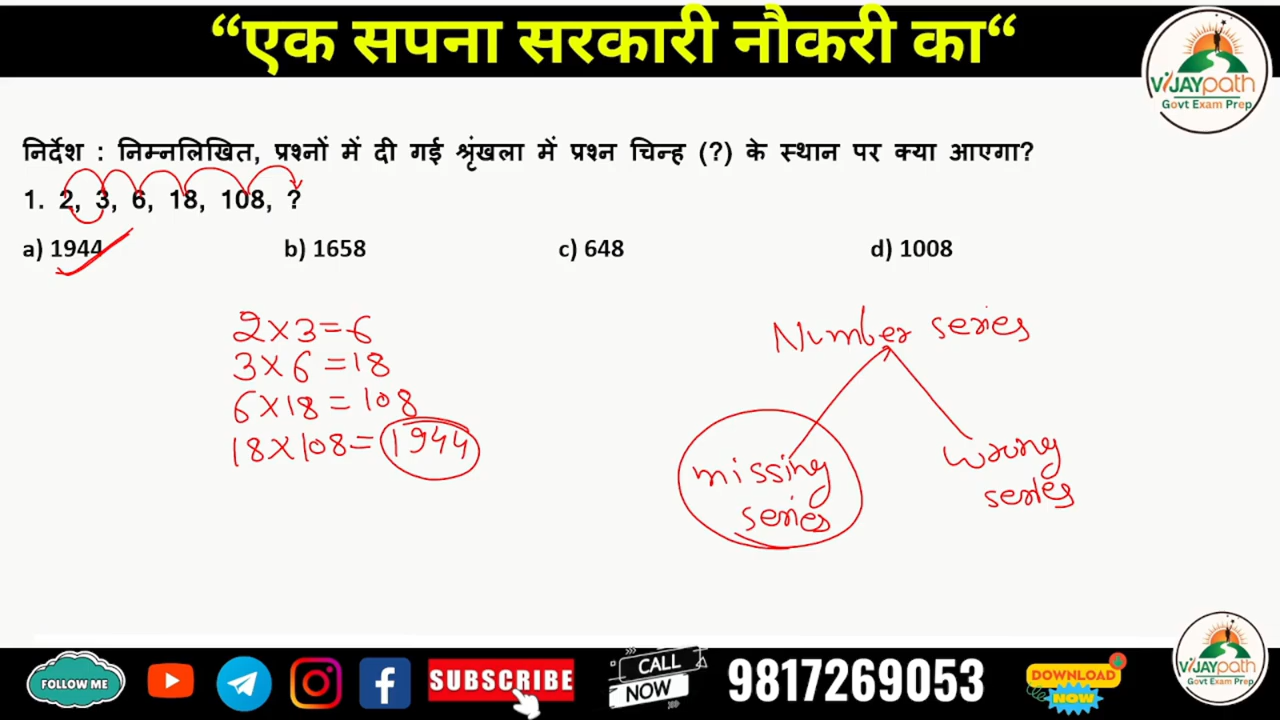 “एक सपना सरकारी नौकरी का“
VIJAYpath
Govt Exam Prep
निर्देश : निम्नलिखित, प्रश्नों में दी गई श्रृंखला में प्रश्न चिन्ह (?) के स्थान पर क्या आएगा?
1. 2, 3, 6, 18, 108, ?
a) 1944 b) 1658 c) 648 d) 1008
2×3=6
3×6=18
6×18=108
18×108=1944
Number series
missing series
wrong series
FOLLOW ME
SUBSCRIBE
CALL NOW
9817269053
DOWNLOAD NOW
VIJAYpath
Govt Exam Prep